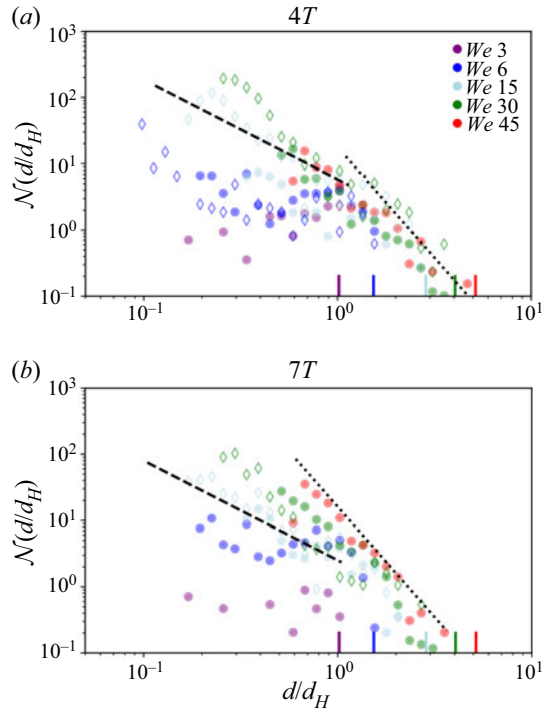 (a) 4T
10³
10²
10¹
10⁰
10⁻¹
𝒩(d/d_H)
We 3
We 6
We 15
We 30
We 45
10⁻¹ 10⁰ 10¹
(b) 7T
10³
10²
10¹
10⁰
10⁻¹
𝒩(d/d_H)
10⁻¹ 10⁰ 10¹
d/d_H